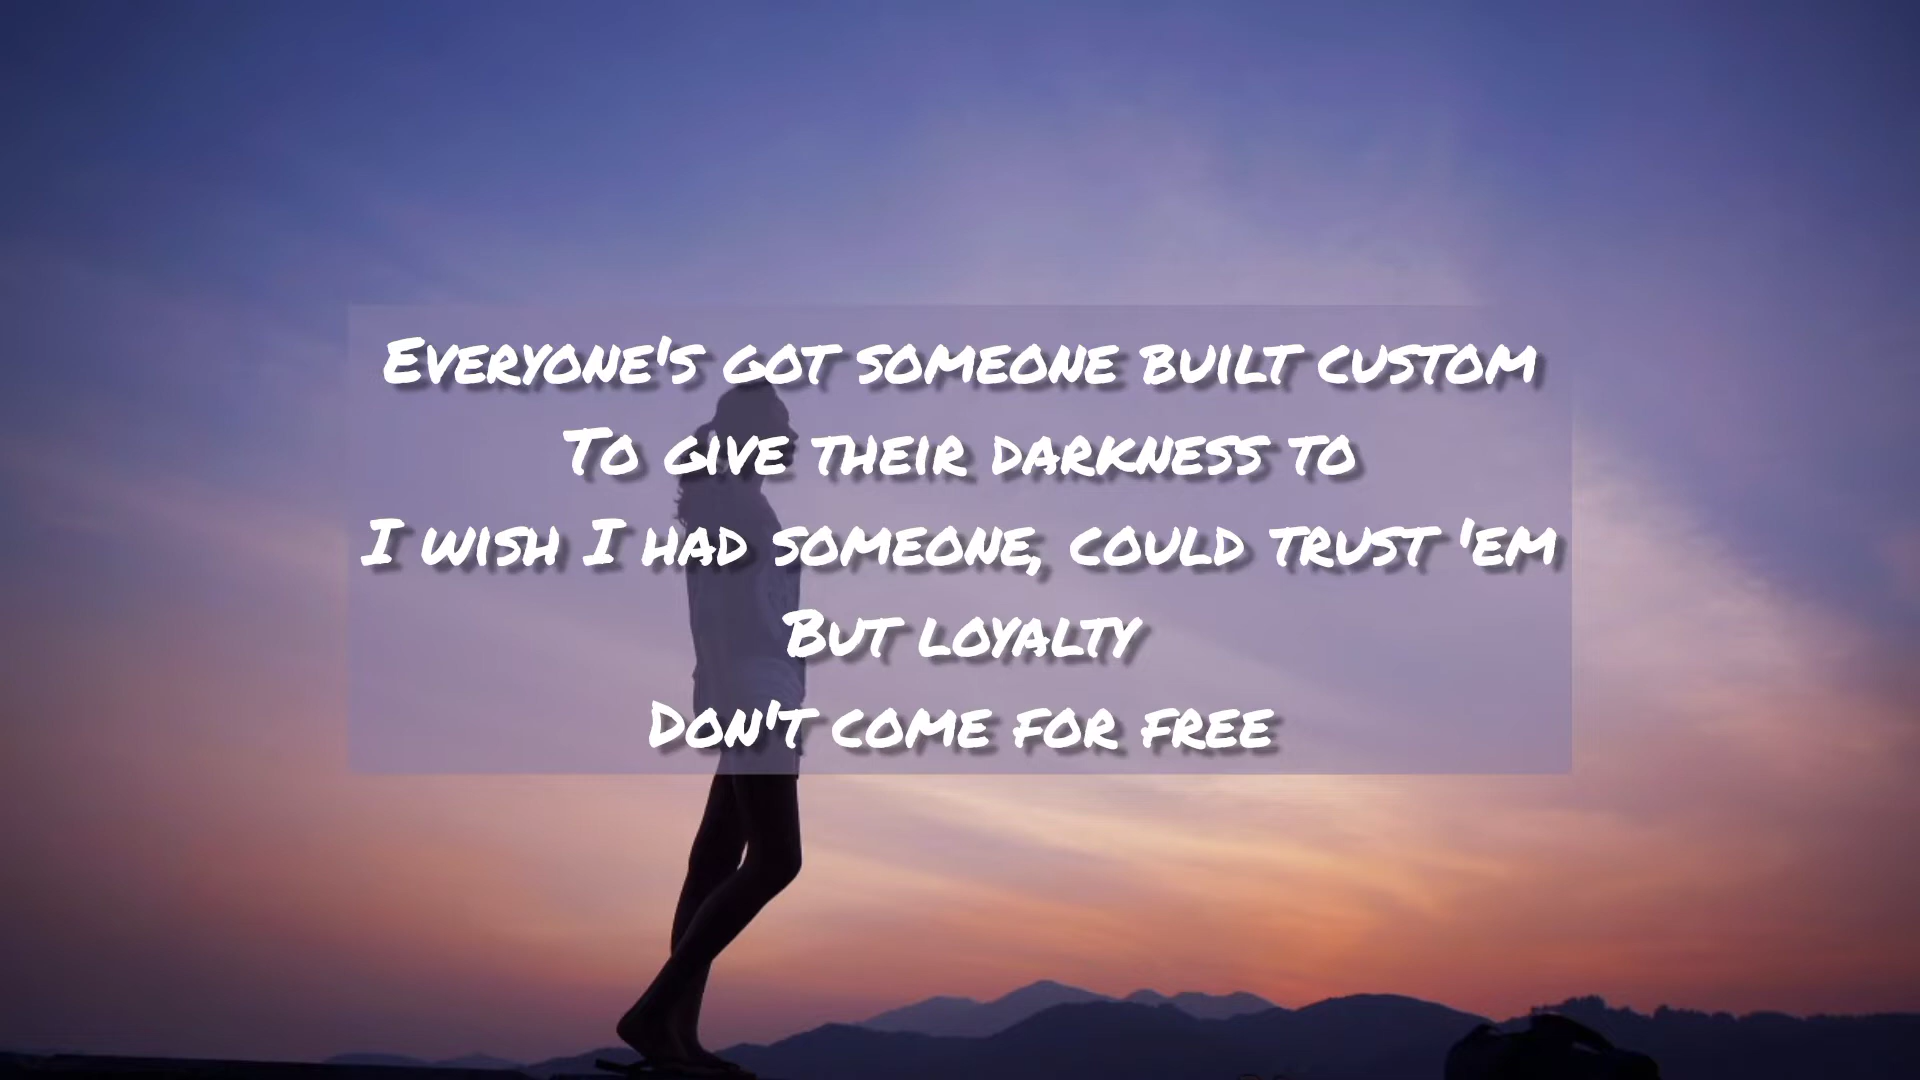 Everyone's got someone built custom
To give their darkness to
I wish I had someone, could trust 'em
But loyalty
Don't come for free